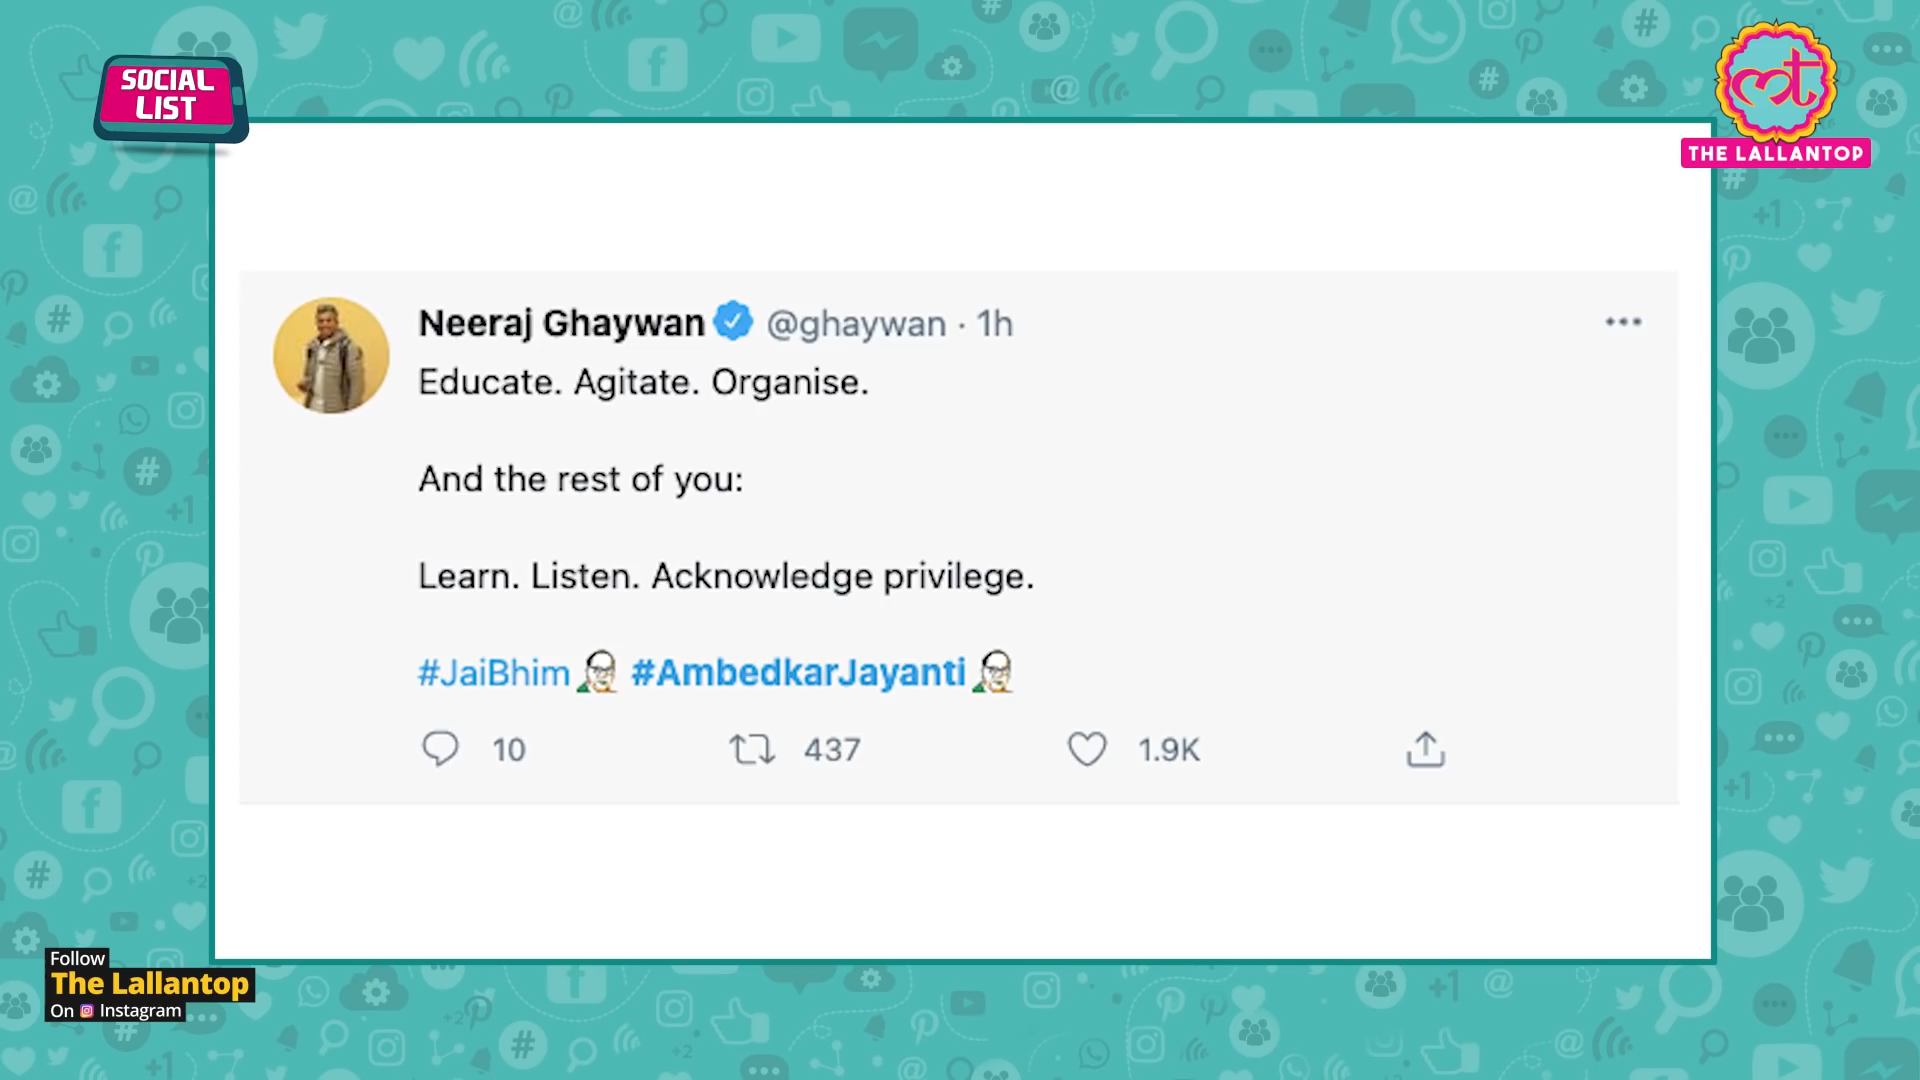 SOCIAL
LIST
THE LALLANTOP
Neeraj Ghaywan @ghaywan · 1h
Educate. Agitate. Organise.
And the rest of you:
Learn. Listen. Acknowledge privilege.
#JaiBhim #AmbedkarJayanti
10 437 1.9K
Follow
The Lallantop
On Instagram